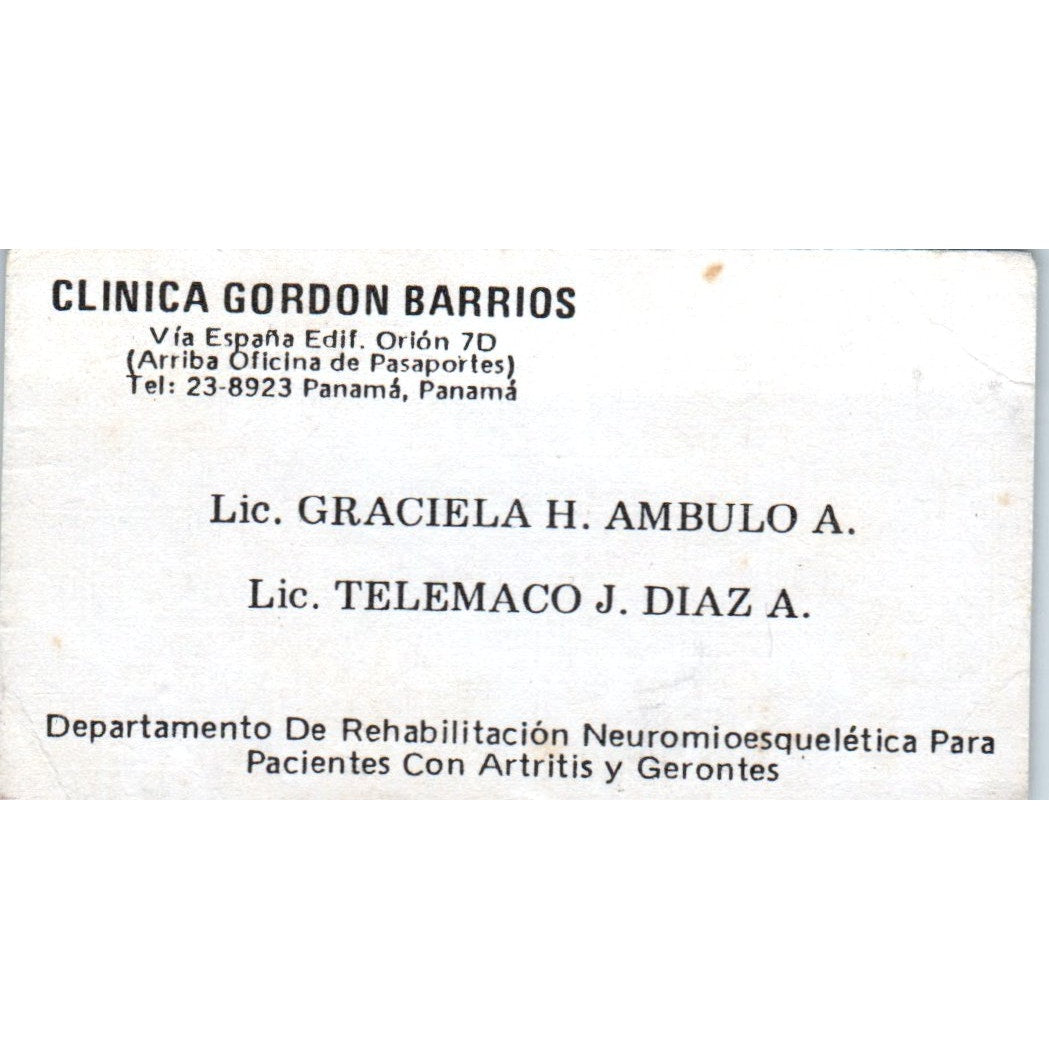 CLINICA GORDON BARRIOS
Vía España Edif. Orión 7D
(Arriba Oficina de Pasaportes)
Tel: 23-8923 Panamá, Panamá
Lic. GRACIELA H. AMBULO A.
Lic. TELEMACO J. DIAZ A.
Departamento De Rehabilitación Neuromioesquelética Para
Pacientes Con Artritis y Gerontes